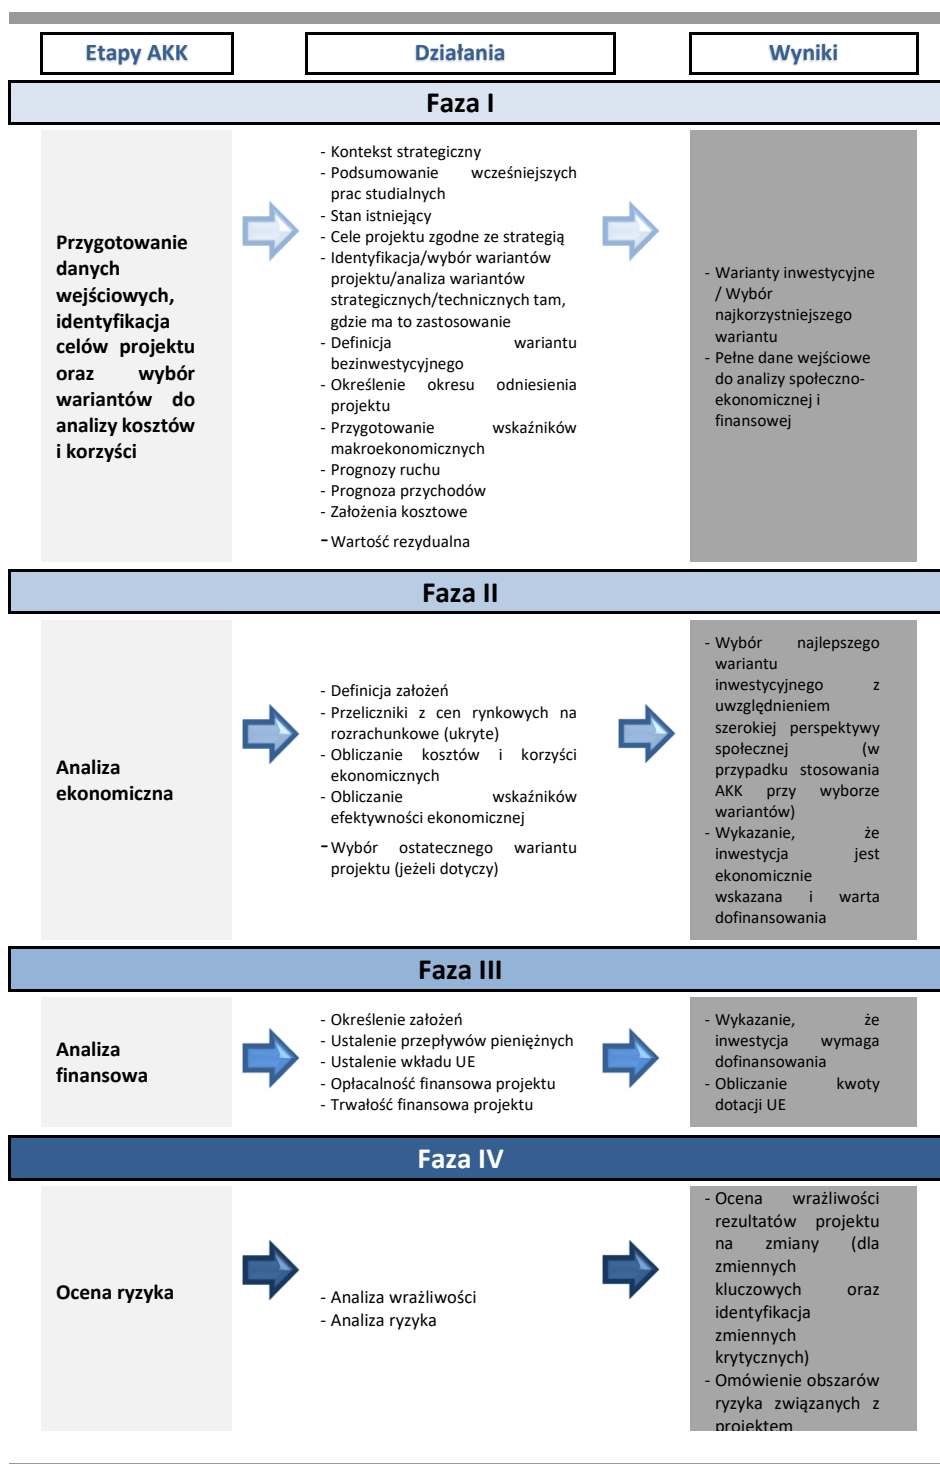 Etapy AKK
Działania
Wyniki
Faza I
Przygotowanie
danych
wejściowych,
identyfikacja
celów projektu
oraz wybór
wariantów do
analizy kosztów
i korzyści
- Kontekst strategiczny
- Podsumowanie wcześniejszych
prac studialnych
- Stan istniejący
- Cele projektu zgodne ze strategią
- Identyfikacja/wybór wariantów
projektu/analiza wariantów
strategicznych/technicznych tam,
gdzie ma to zastosowanie
- Definicja wariantu
bezinwestycyjnego
- Określenie okresu odniesienia
projektu
- Przygotowanie wskaźników
makroekonomicznych
- Prognozy ruchu
- Prognoza przychodów
- Założenia kosztowe
- Wartość rezydualna
- Warianty inwestycyjne
/ Wybór
najkorzystniejszego
wariantu
- Pełne dane wejściowe
do analizy społeczno-
ekonomicznej i
finansowej
Faza II
Analiza
ekonomiczna
- Definicja założeń
- Przeliczniki z cen rynkowych na
rozrachunkowe (ukryte)
- Obliczanie kosztów i korzyści
ekonomicznych
- Obliczanie wskaźników
efektywności ekonomicznej
- Wybór ostatecznego wariantu
projektu (jeżeli dotyczy)
- Wybór najlepszego
wariantu
inwestycyjnego z
uwzględnieniem
szerokiej perspektywy
społecznej (w
przypadku stosowania
AKK przy wyborze
wariantów)
- Wykazanie, że
inwestycja jest
ekonomicznie
wskazana i warta
dofinansowania
Faza III
Analiza
finansowa
- Określenie założeń
- Ustalenie przepływów pieniężnych
- Ustalenie wkładu UE
- Opłacalność finansowa projektu
- Trwałość finansowa projektu
- Wykazanie, że
inwestycja wymaga
dofinansowania
- Obliczanie kwoty
dotacji UE
Faza IV
Ocena ryzyka
- Analiza wrażliwości
- Analiza ryzyka
- Ocena wrażliwości
rezultatów projektu
na zmiany (dla
zmiennych
kluczowych oraz
identyfikacja
zmiennych
krytycznych)
- Omówienie obszarów
ryzyka związanych z
projektem